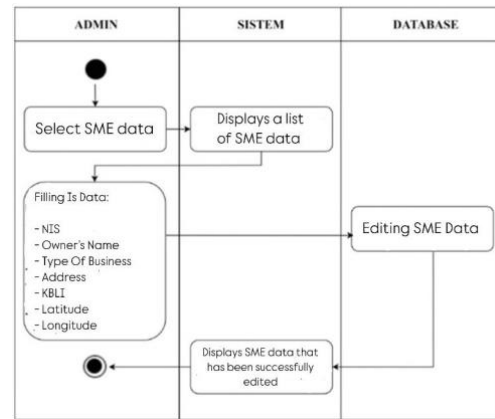 ADMIN
SISTEM
DATABASE
Select SME data
Displays a list
of SME data
Filling Is Data:
- NIS
- Owner's Name
- Type Of Business
- Address
- KBLI
- Latitude
- Longitude
Editing SME Data
Displays SME data that
has been successfully
edited